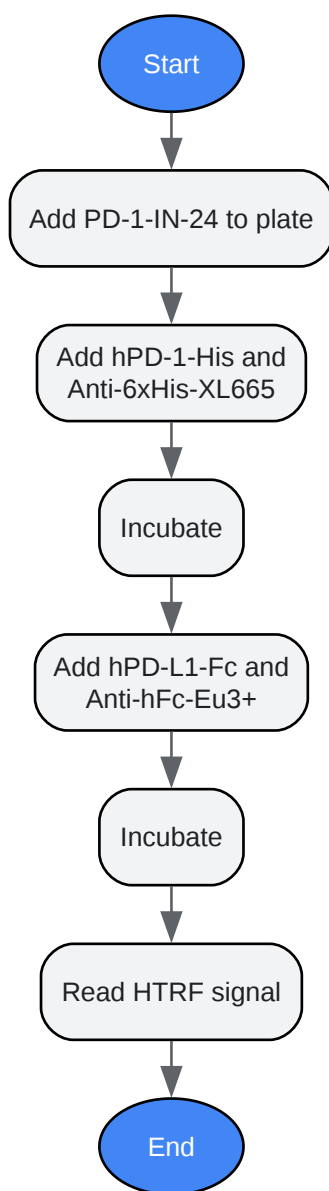 Start
Add PD-1-IN-24 to plate
Add hPD-1-His and
Anti-6xHis-XL665
Incubate
Add hPD-L1-Fc and
Anti-hFc-Eu3+
Incubate
Read HTRF signal
End